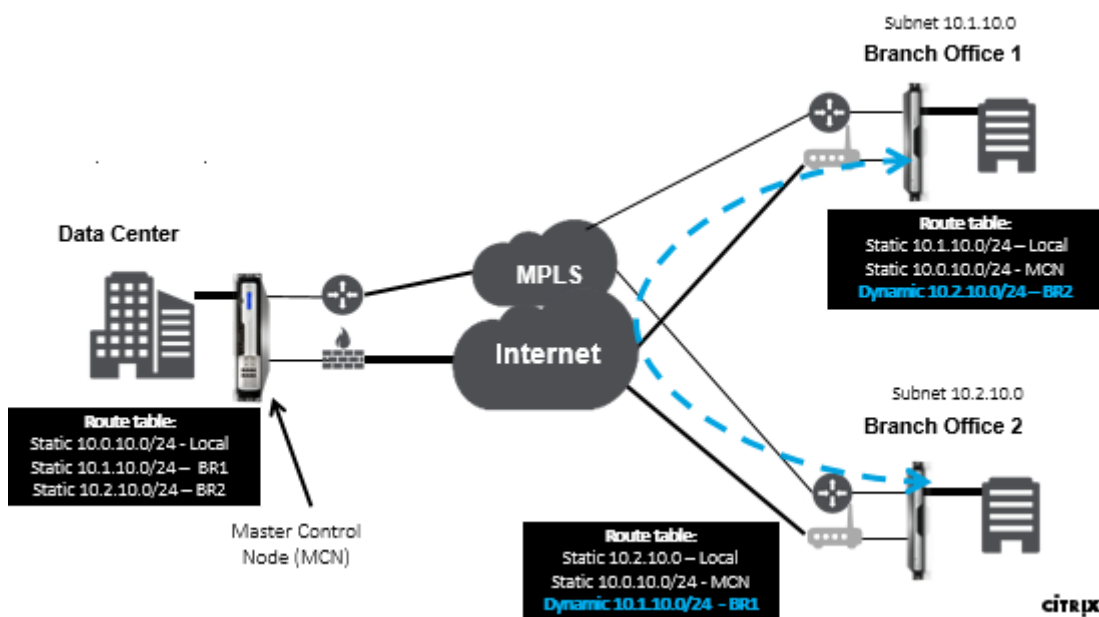 Subnet 10.1.10.0
Branch Office 1
Data Center
MPLS
Internet
Route table:
Static 10.1.10.0/24 – Local
Static 10.0.10.0/24 - MCN
Dynamic 10.2.10.0/24 – BR2
Route table:
Static 10.0.10.0/24 - Local
Static 10.1.10.0/24 – BR1
Static 10.2.10.0/24 – BR2
Subnet 10.2.10.0
Branch Office 2
Master Control
Node (MCN)
Route table:
Static 10.2.10.0 – Local
Static 10.0.10.0/24 - MCN
Dynamic 10.1.10.0/24 - BR1
CİTRIX